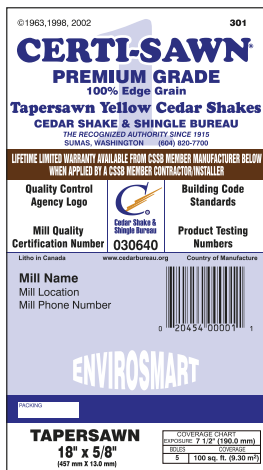 ©1963,1998, 2002 301
1
CERTI-SAWN®
PREMIUM GRADE
100% Edge Grain
Tapersawn Yellow Cedar Shakes
CEDAR SHAKE & SHINGLE BUREAU
THE RECOGNIZED AUTHORITY SINCE 1915
SUMAS, WASHINGTON (604) 820-7700
LIFETIME LIMITED WARRANTY AVAILABLE FROM CSSB MEMBER MANUFACTURER BELOW
WHEN APPLIED BY A CSSB MEMBER CONTRACTOR/INSTALLER
Quality Control
Agency Logo
Mill Quality
Certification Number
C®
Cedar Shake &
Shingle Bureau
030640
Building Code
Standards
Product Testing
Numbers
Litho in Canada www.cedarbureau.org Country of Manufacture
Mill Name
Mill Location
Mill Phone Number
0 20454 00001 1
ENVIROSMART
PACKING
TAPERSAWN
18" x 5/8"
(457 mm X 13.0 mm)
COVERAGE CHART
EXPOSURE 7 1/2" (190.0 mm)
BDLES COVERAGE
5 100 sq. ft. (9.30 m²)